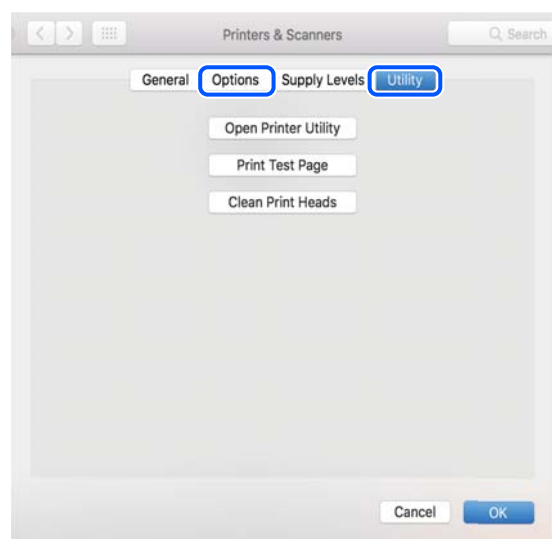 Printers & Scanners
Search
General Options Supply Levels Utility
Open Printer Utility
Print Test Page
Clean Print Heads
Cancel OK